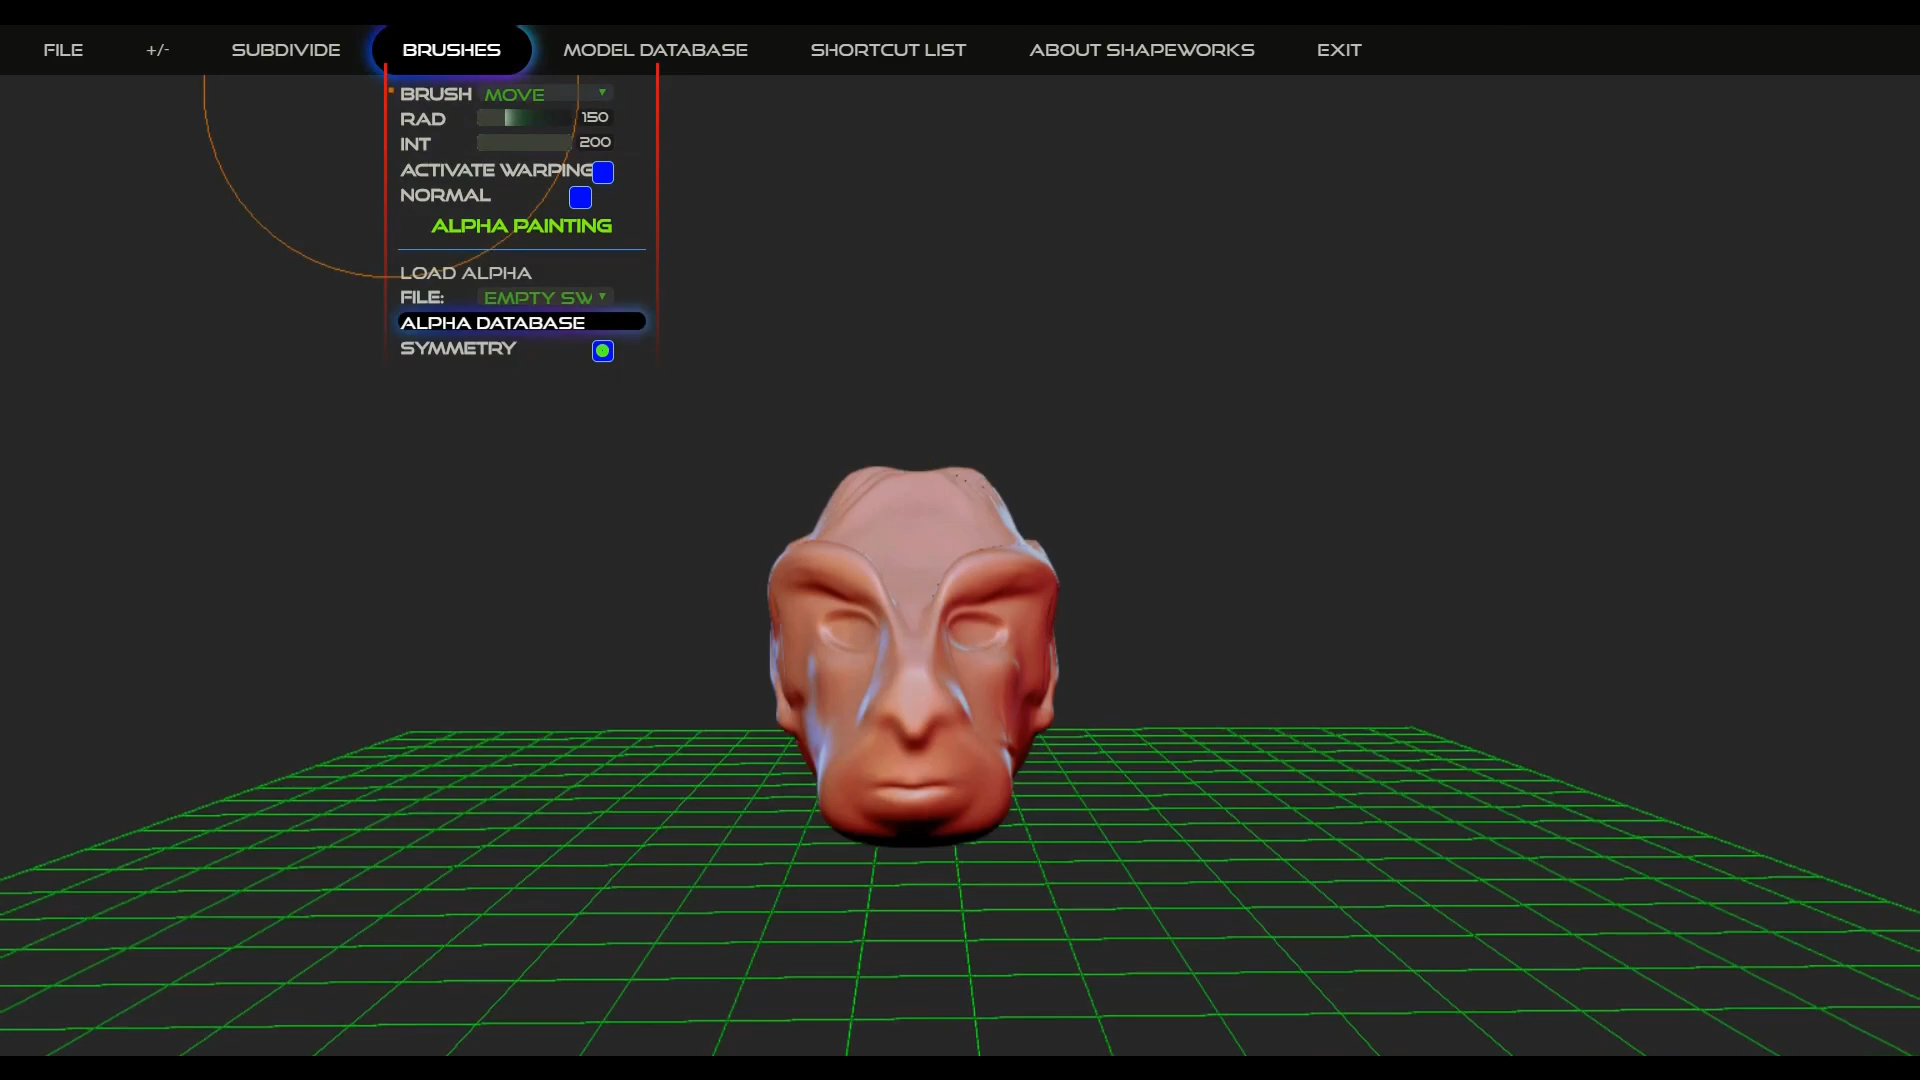 FILE +/- SUBDIVIDE BRUSHES MODEL DATABASE SHORTCUT LIST ABOUT SHAPEWORKS EXIT
BRUSH MOVE
RAD 150
INT 200
ACTIVATE WARPING
NORMAL
ALPHA PAINTING
LOAD ALPHA
FILE: EMPTY SW
ALPHA DATABASE
SYMMETRY